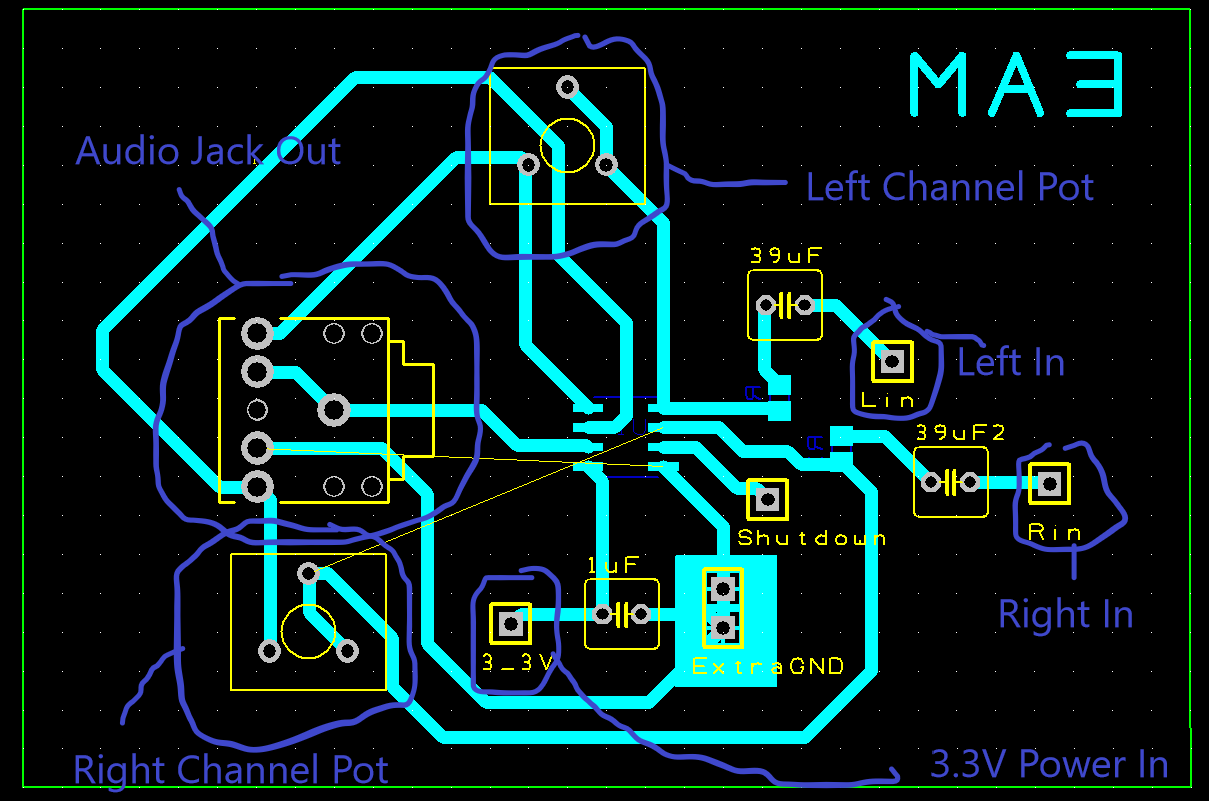 MAE
Audio Jack Out
Left Channel Pot
39uF
Left In
Lin
R
39uF2
R
Rin
Shutdown
1uF
Right In
3_3V
ExtraGND
Right Channel Pot
3.3V Power In